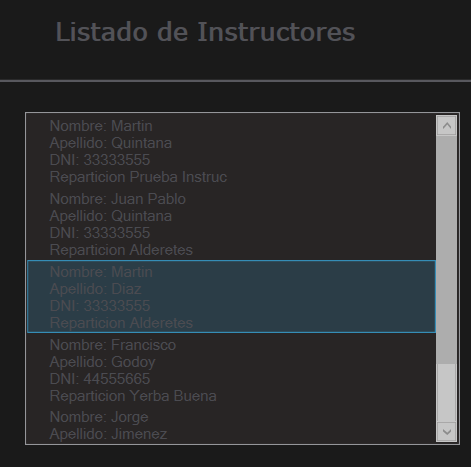 Listado de Instructores
Nombre: Martin
Apellido: Quintana
DNI: 33333555
Reparticion Prueba Instruc
Nombre: Juan Pablo
Apellido: Quintana
DNI: 33333555
Reparticion Alderetes
Nombre: Martin
Apellido: Diaz
DNI: 33333555
Reparticion Alderetes
Nombre: Francisco
Apellido: Godoy
DNI: 44555665
Reparticion Yerba Buena
Nombre: Jorge
Apellido: Jimenez